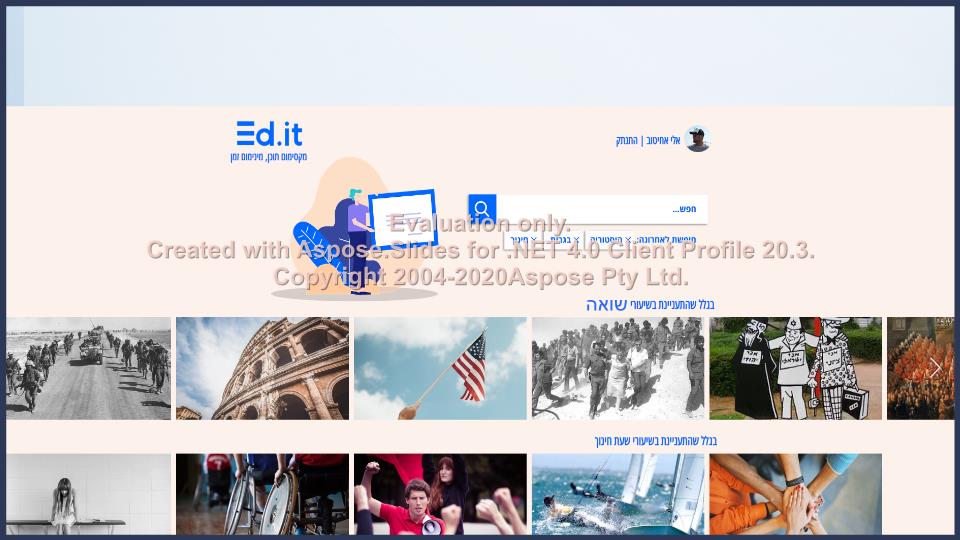 Ed.it
מקסימום תוכן, מינימום זמן
אלי אחיטוב | התנתק
חפש...
חיפשת לאחרונה: היסטוריה בגרות חינוך
Evaluation only.
Created with Aspose.Slides for .NET 4.0 Client Profile 20.3.
Copyright 2004-2020Aspose Pty Ltd.
בגלל שהתעניינת בשיעורי שואה
בגלל שהתעניינת בשיעורי שעת חינוך